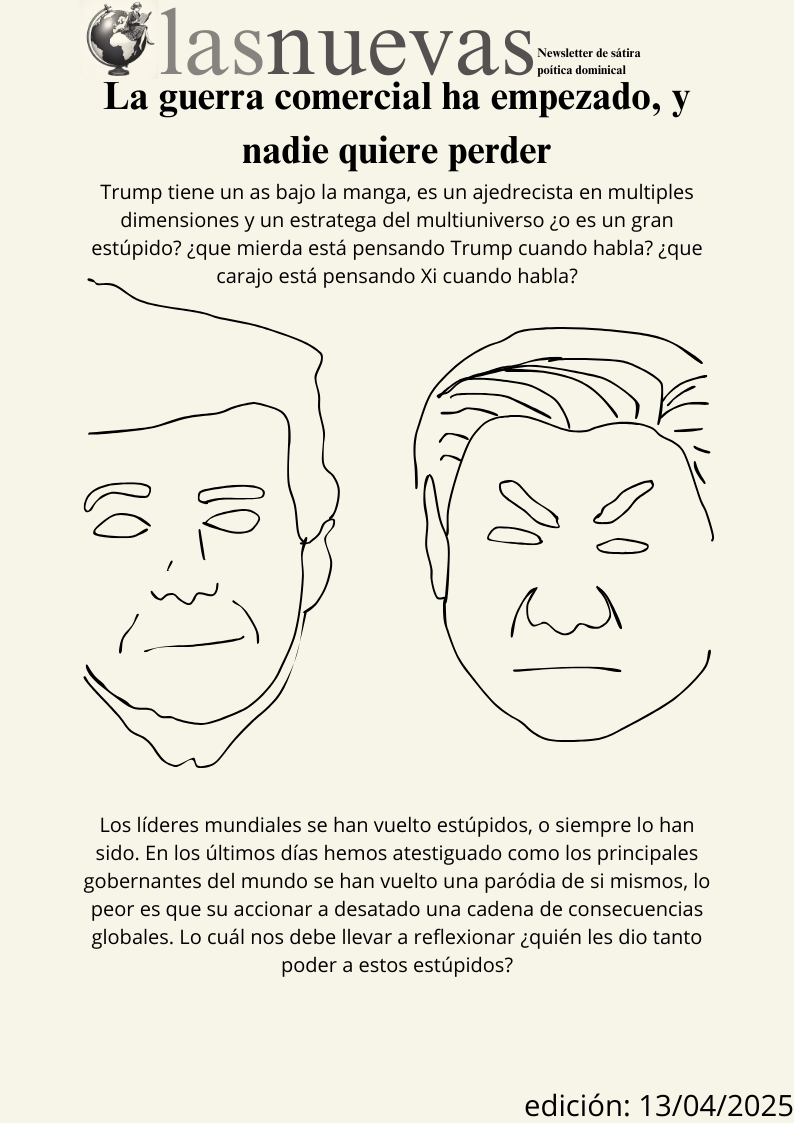 lasnuevas
Newsletter de sátira
poítica dominical
La guerra comercial ha empezado, y
nadie quiere perder
Trump tiene un as bajo la manga, es un ajedrecista en multiples
dimensiones y un estratega del multiuniverso ¿o es un gran
estúpido? ¿que mierda está pensando Trump cuando habla? ¿que
carajo está pensando Xi cuando habla?
Los líderes mundiales se han vuelto estúpidos, o siempre lo han
sido. En los últimos días hemos atestiguado como los principales
gobernantes del mundo se han vuelto una paródia de si mismos, lo
peor es que su accionar a desatado una cadena de consecuencias
globales. Lo cuál nos debe llevar a reflexionar ¿quién les dio tanto
poder a estos estúpidos?
edición: 13/04/2025